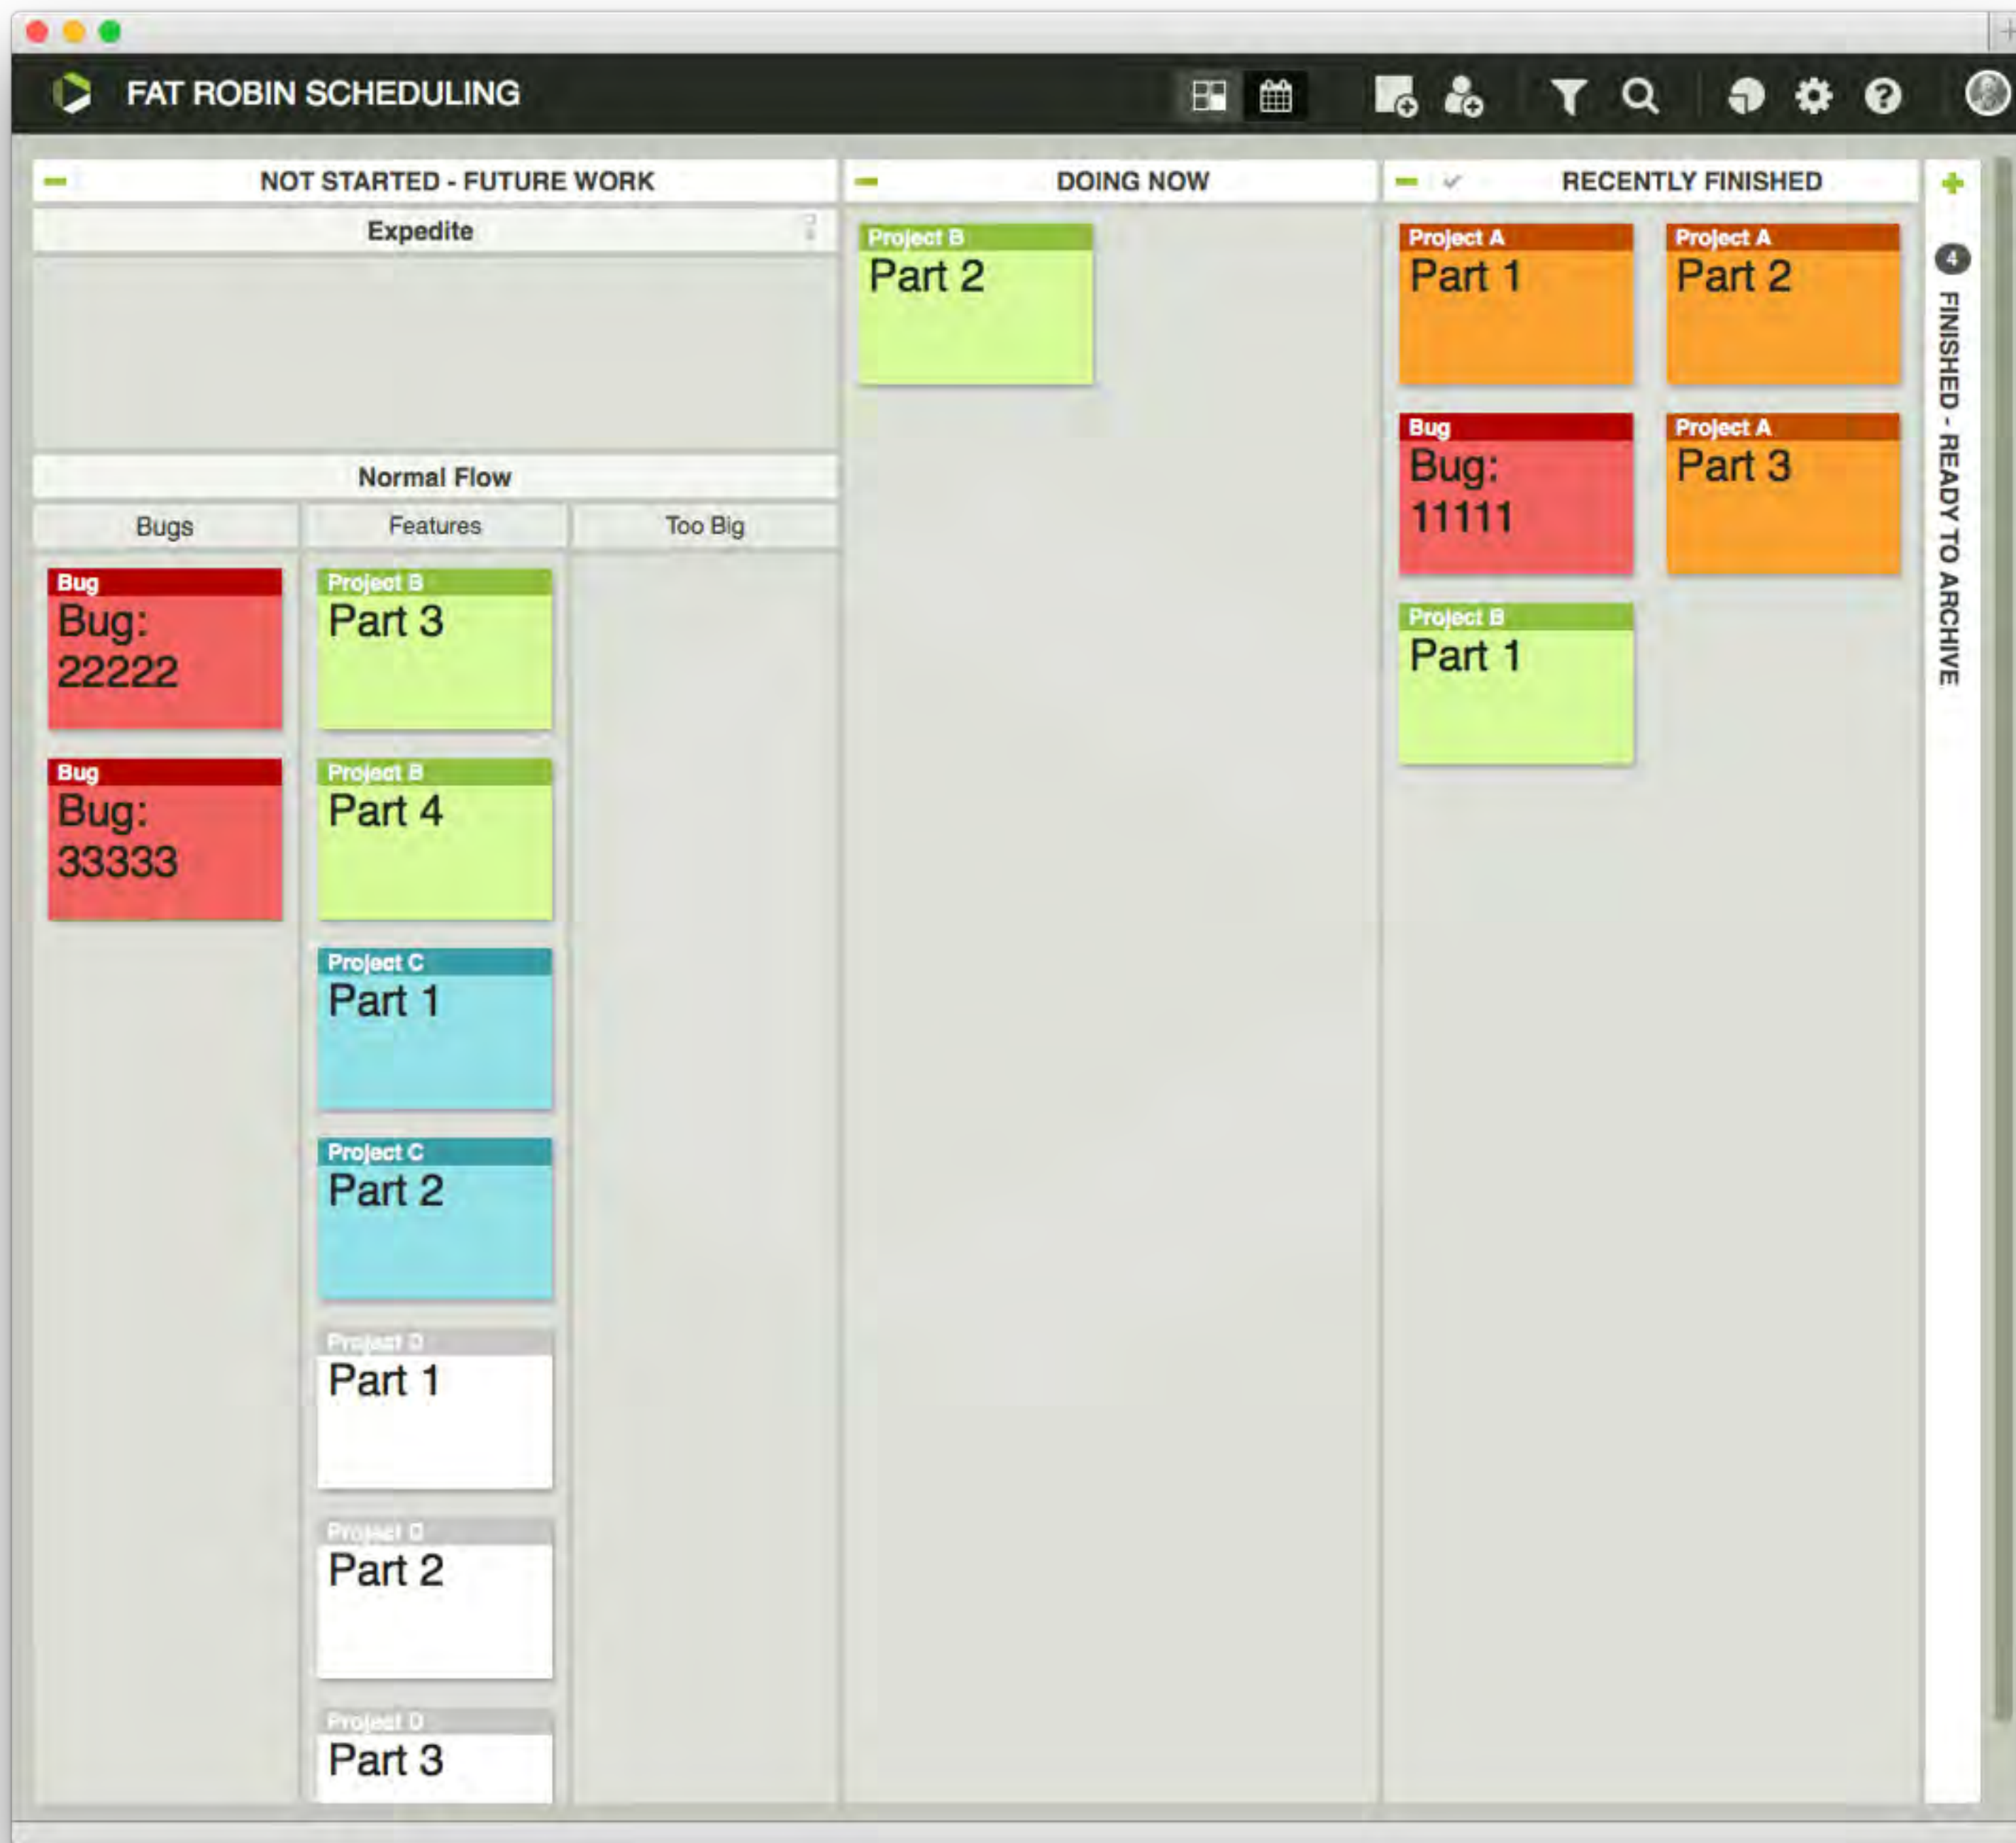 FAT ROBIN SCHEDULING
NOT STARTED - FUTURE WORK
Expedite
Normal Flow
Bugs
Features
Too Big
Bug
Bug:
22222
Bug
Bug:
33333
Project B
Part 3
Project B
Part 4
Project C
Part 1
Project C
Part 2
Project D
Part 1
Project D
Part 2
Project D
Part 3
DOING NOW
Project B
Part 2
RECENTLY FINISHED
Project A
Part 1
Project A
Part 2
Bug
Bug:
11111
Project A
Part 3
Project B
Part 1
4
FINISHED - READY TO ARCHIVE